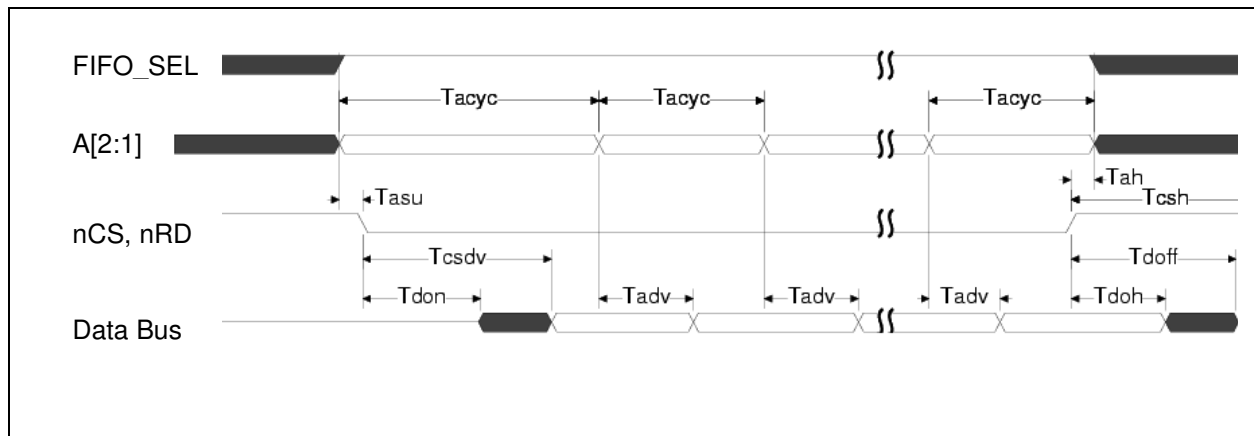 FIFO_SEL
Tacyc Tacyc Tacyc
A[2:1]
Tah
Tasu Tcsh
nCS, nRD
Tcsdv Tdoff
Tdon Tadv Tadv Tadv Tdoh
Data Bus